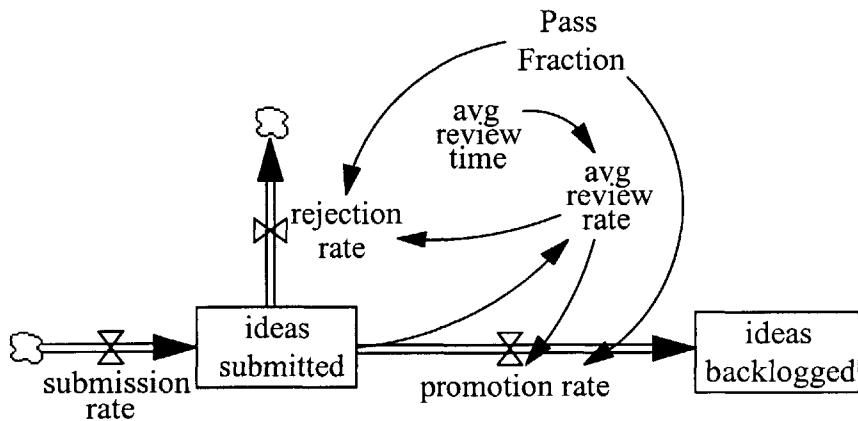 Pass
Fraction
avg
review
time
avg
review
rate
rejection
rate
ideas
submitted
submission
rate
promotion rate
ideas
backlogged